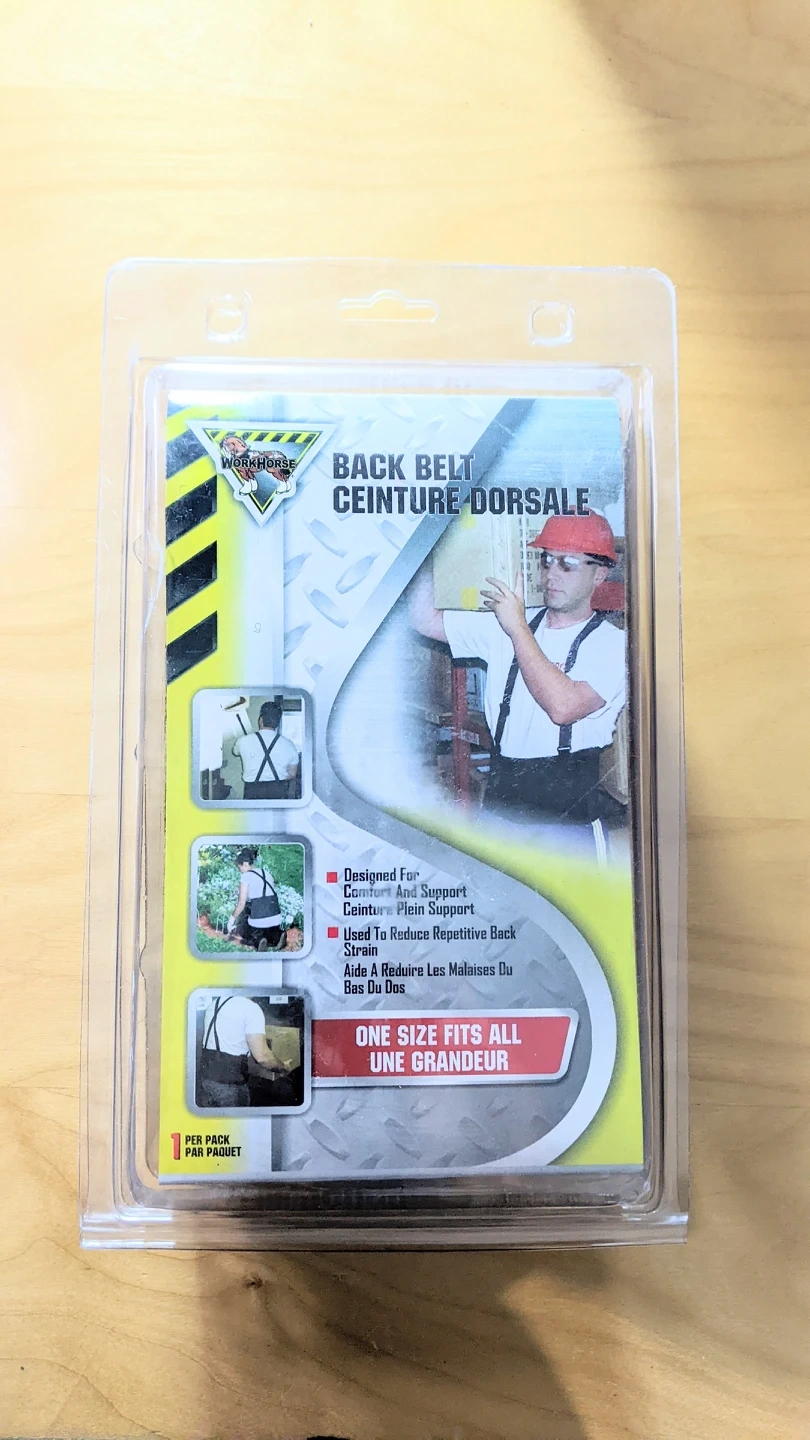 WORKHORSE
BACK BELT
CEINTURE DORSALE
Designed For
Comfort And Support
Ceinture Plein Support
Used To Reduce Repetitive Back
Strain
Aide A Reduire Les Malaises Du
Bas Du Dos
ONE SIZE FITS ALL
UNE GRANDEUR
1 PER PACK
PAR PAQUET